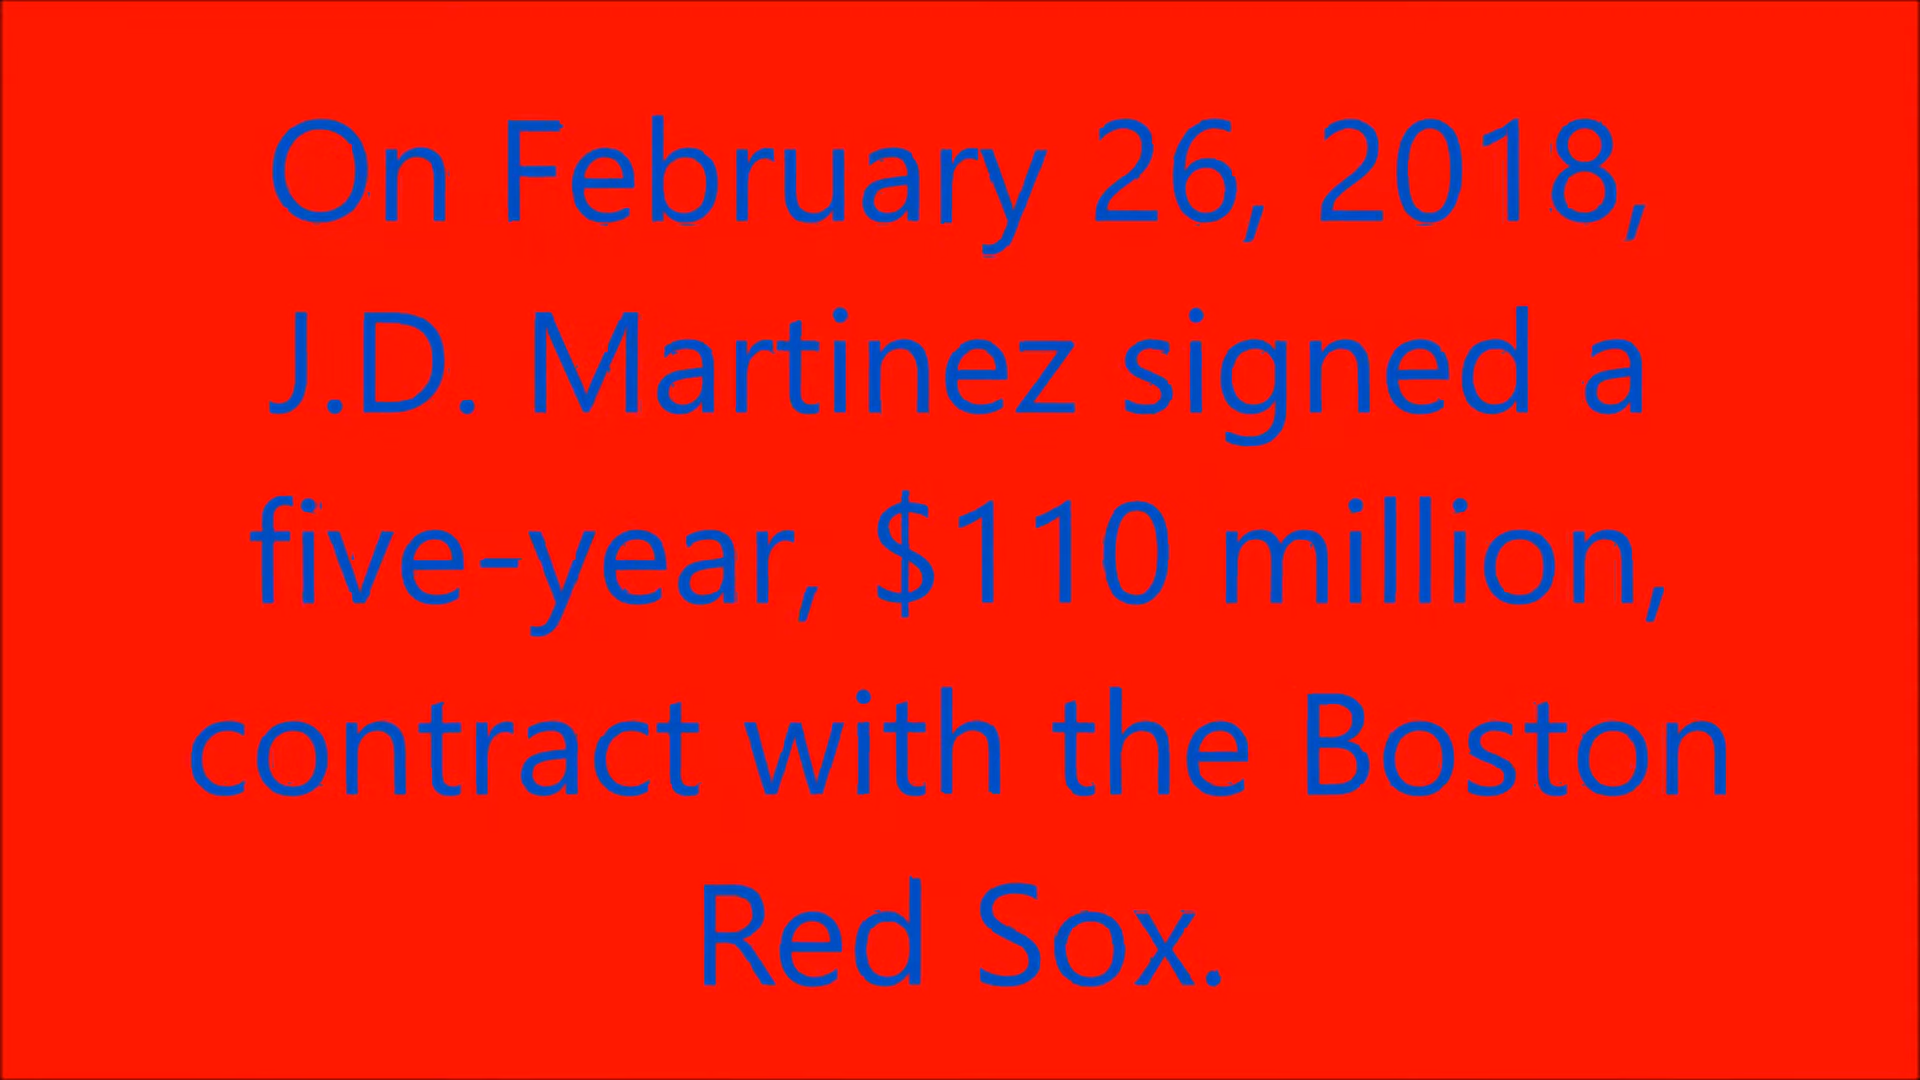 On February 26, 2018,
J.D. Martinez signed a
five-year, $110 million,
contract with the Boston
Red Sox.